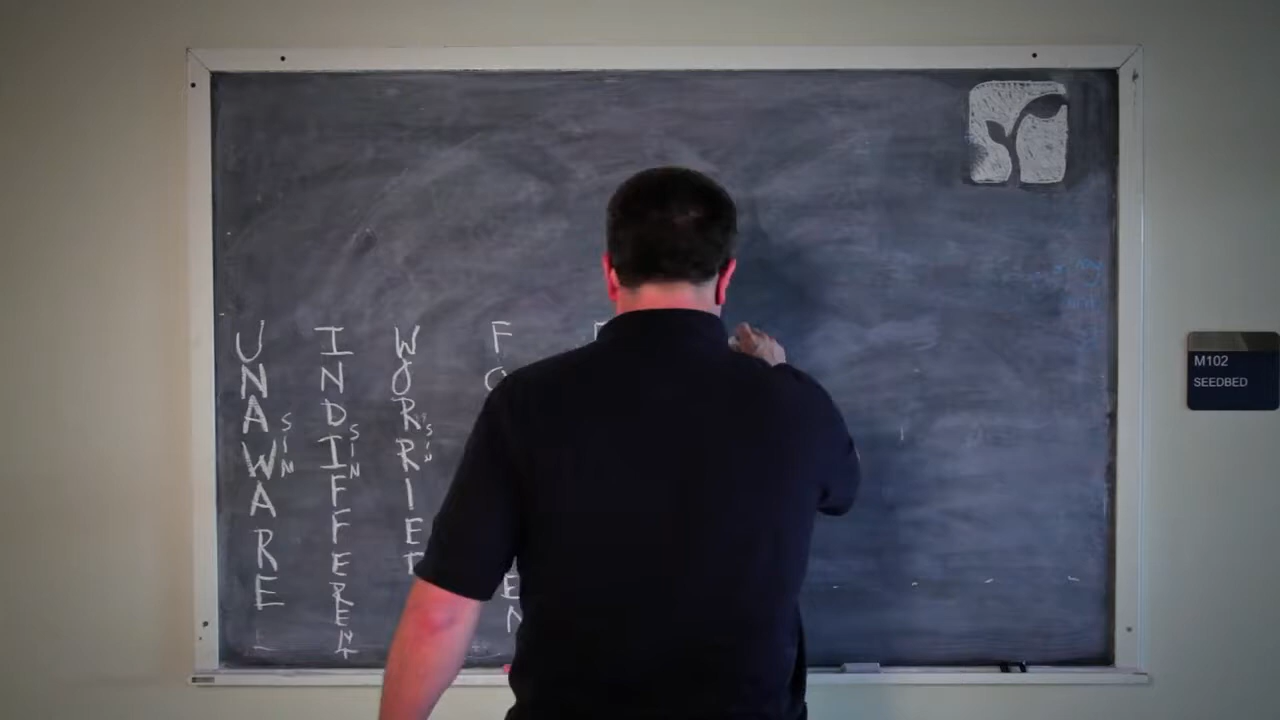 UNAWARE
SIN
INDIFFERENT
SIN
WORRIED
SIN
M102
SEEDBED